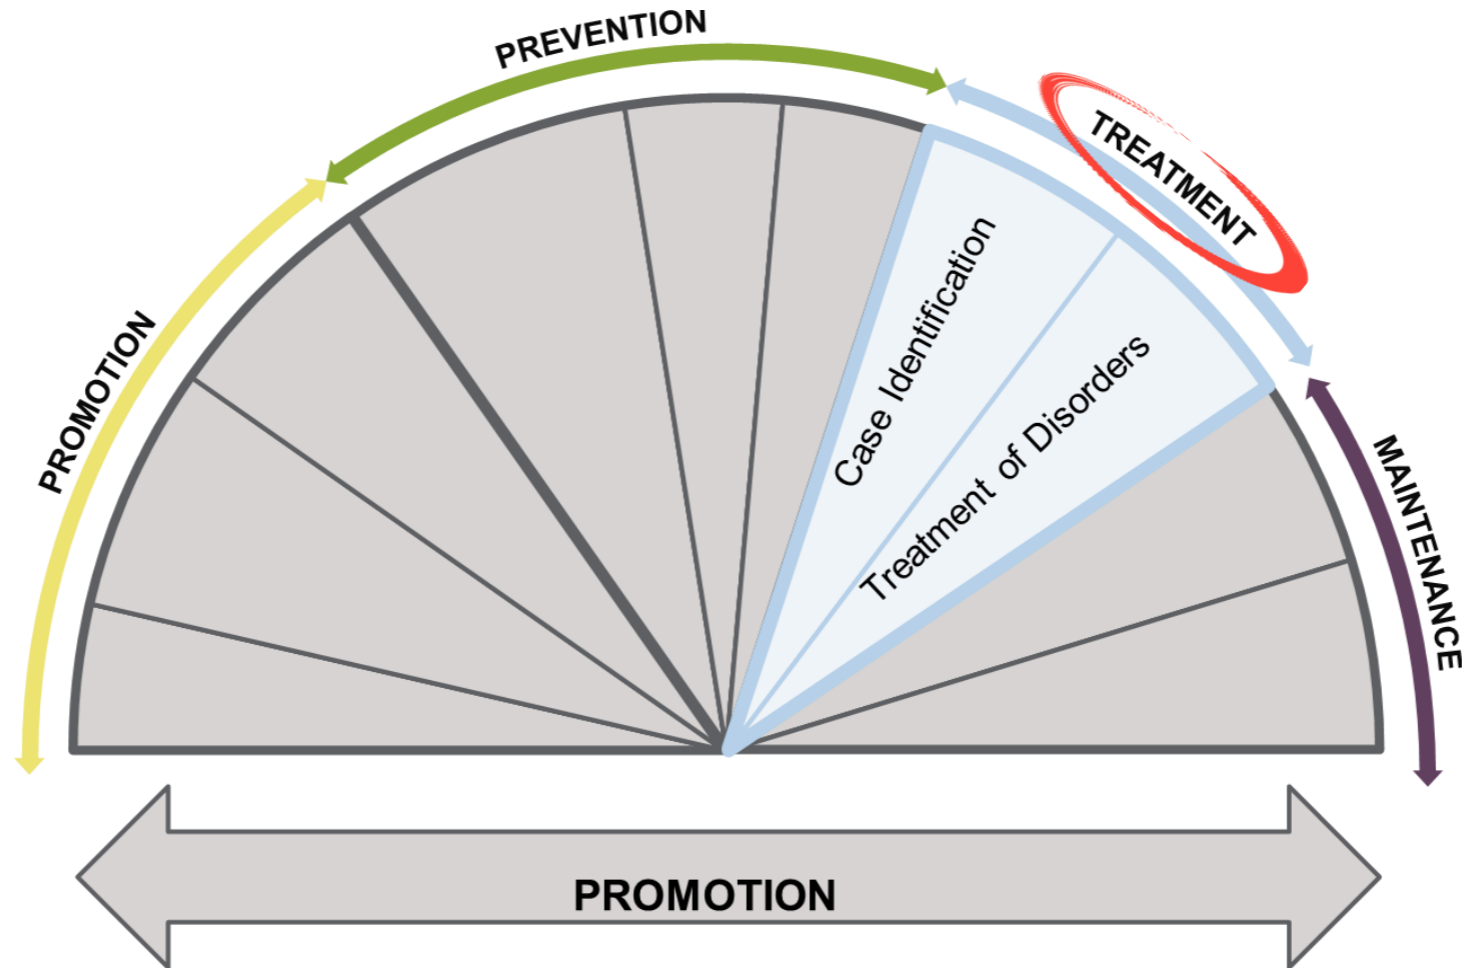 PREVENTION
TREATMENT
PROMOTION
MAINTENANCE
Case Identification
Treatment of Disorders
PROMOTION